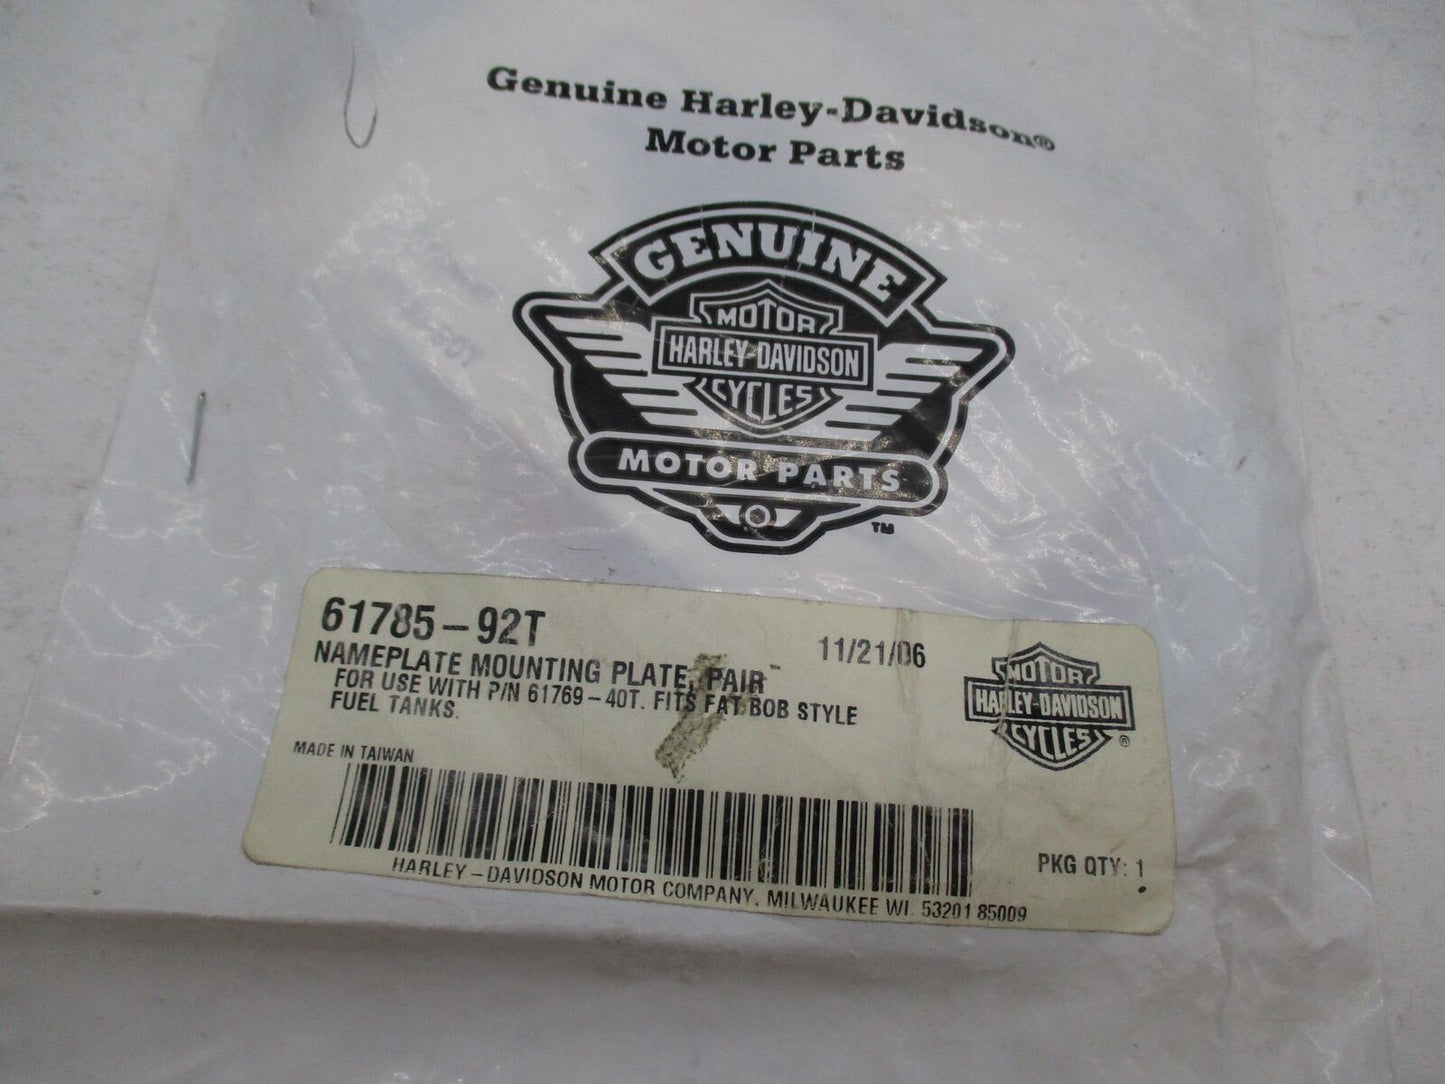 Genuine Harley-Davidson®
Motor Parts
GENUINE
MOTOR
HARLEY-DAVIDSON
CYCLES
MOTOR PARTS
TM
61785-92T
11/21/06
NAMEPLATE MOUNTING PLATE, PAIR
FOR USE WITH P/N 61769-40T. FITS FAT BOB STYLE
FUEL TANKS.
MOTOR
HARLEY-DAVIDSON
CYCLES
®
MADE IN TAIWAN
PKG QTY: 1
HARLEY-DAVIDSON MOTOR COMPANY, MILWAUKEE WI. 53201 85009